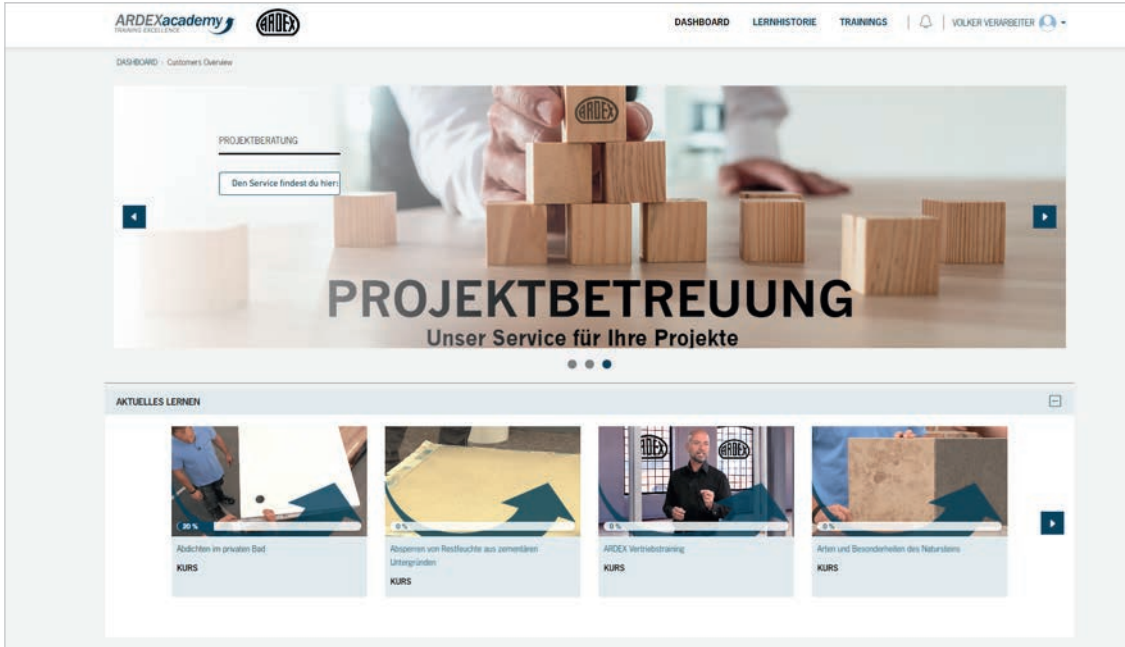 ARDEXacademy
TRAINING EXCELLENCE
ARDEX
DASHBOARD
LERNHISTORIE
TRAININGS
VOLKER VERARBEITER
DASHBOARD - Customers Overview
ARDEX
PROJEKTBERATUNG
Den Service findest du hier:
PROJEKTBETREUUNG
Unser Service für Ihre Projekte
AKTUELLES LERNEN
20 %
Abdichten im privaten Bad
KURS
0 %
Absperren von Restfeuchte aus zementären
Untergründen
KURS
ARDEX
ARDEX
0 %
ARDEX Vertriebstraining
KURS
0 %
Arten und Besonderheiten des Natursteins
KURS